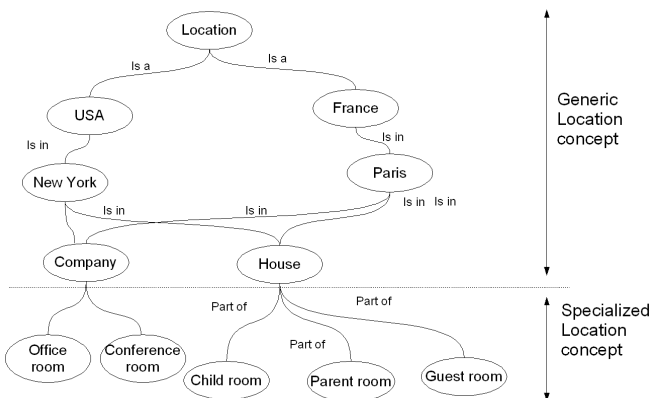 Location
Is a
Is a
USA
France
Generic
Location
concept
Is in
Is in
New York
Paris
Is in
Is in
Is in
Is in
Company
House
Part of
Part of
Specialized
Location
concept
Part of
Office
room
Conference
room
Child room
Parent room
Guest room